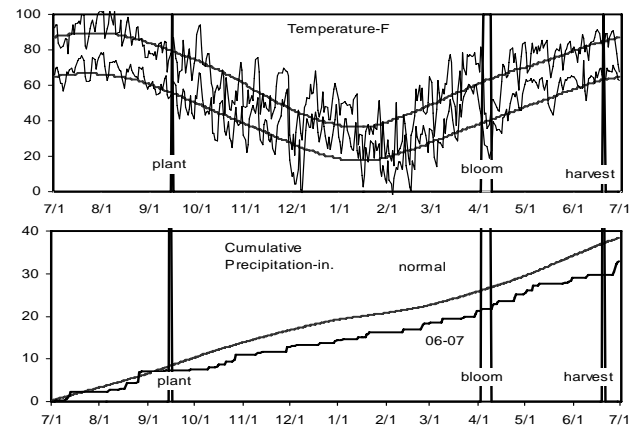 100
Temperature-F
80
60
40
20
0
plant
bloom
harvest
7/1 8/1 9/1 10/1 11/1 12/1 1/1 2/1 3/1 4/1 5/1 6/1 7/1
40
Cumulative
Precipitation-in.
normal
30
20
06-07
10
plant
bloom
harvest
0
7/1 8/1 9/1 10/1 11/1 12/1 1/1 2/1 3/1 4/1 5/1 6/1 7/1